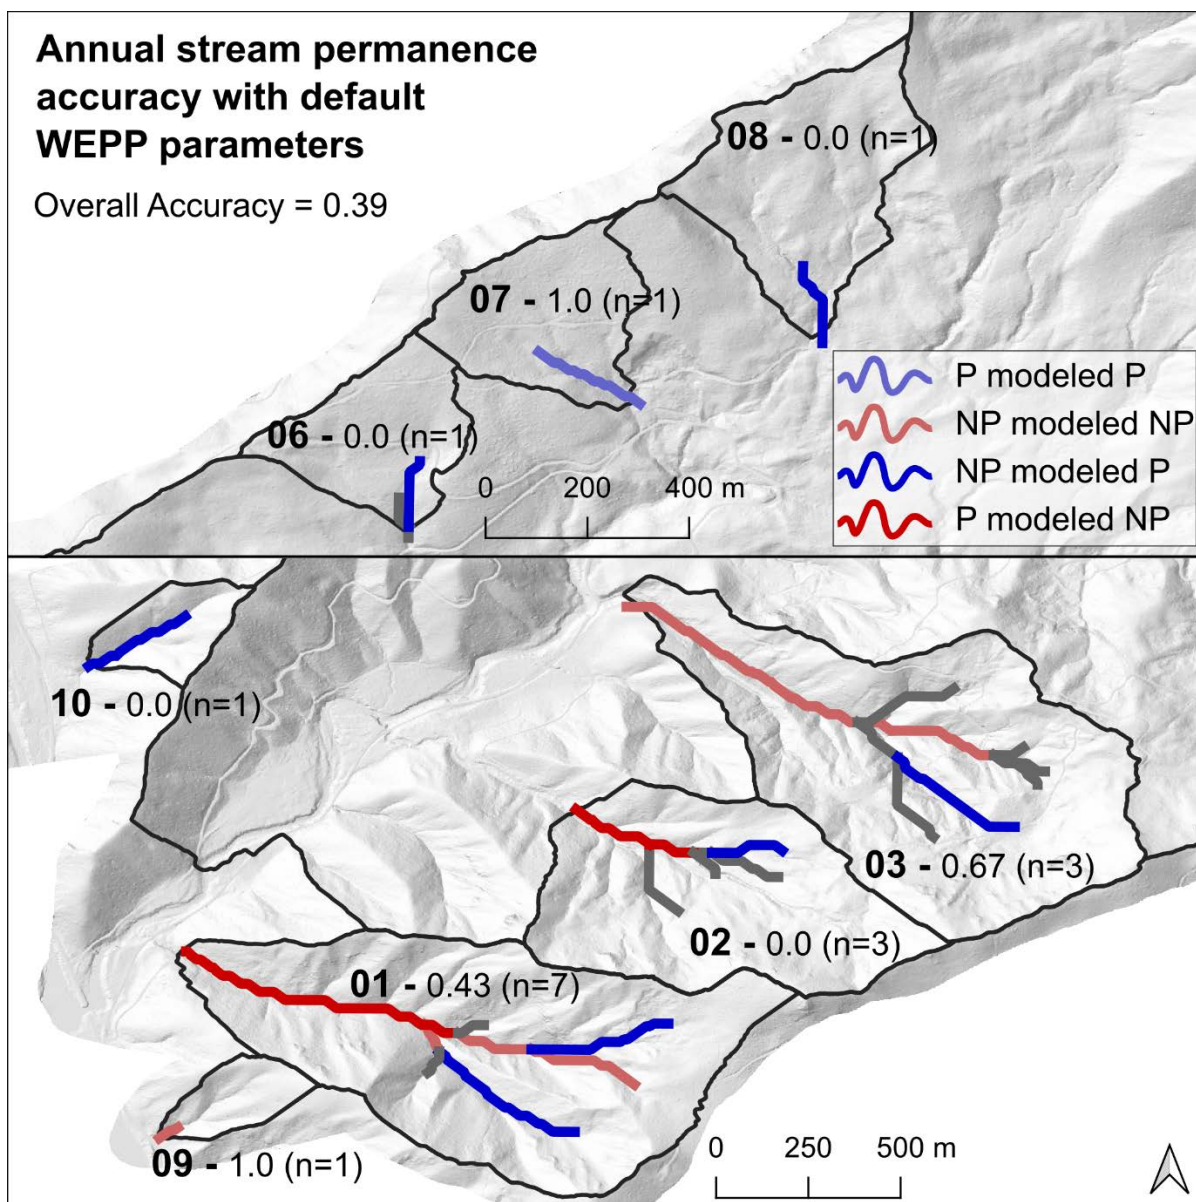 Annual stream permanence
accuracy with default
WEPP parameters
Overall Accuracy = 0.39
08 - 0.0 (n=1)
07 - 1.0 (n=1)
06 - 0.0 (n=1)
0 200 400 m
P modeled P
NP modeled NP
NP modeled P
P modeled NP
10 - 0.0 (n=1)
03 - 0.67 (n=3)
02 - 0.0 (n=3)
01 - 0.43 (n=7)
09 - 1.0 (n=1)
0 250 500 m